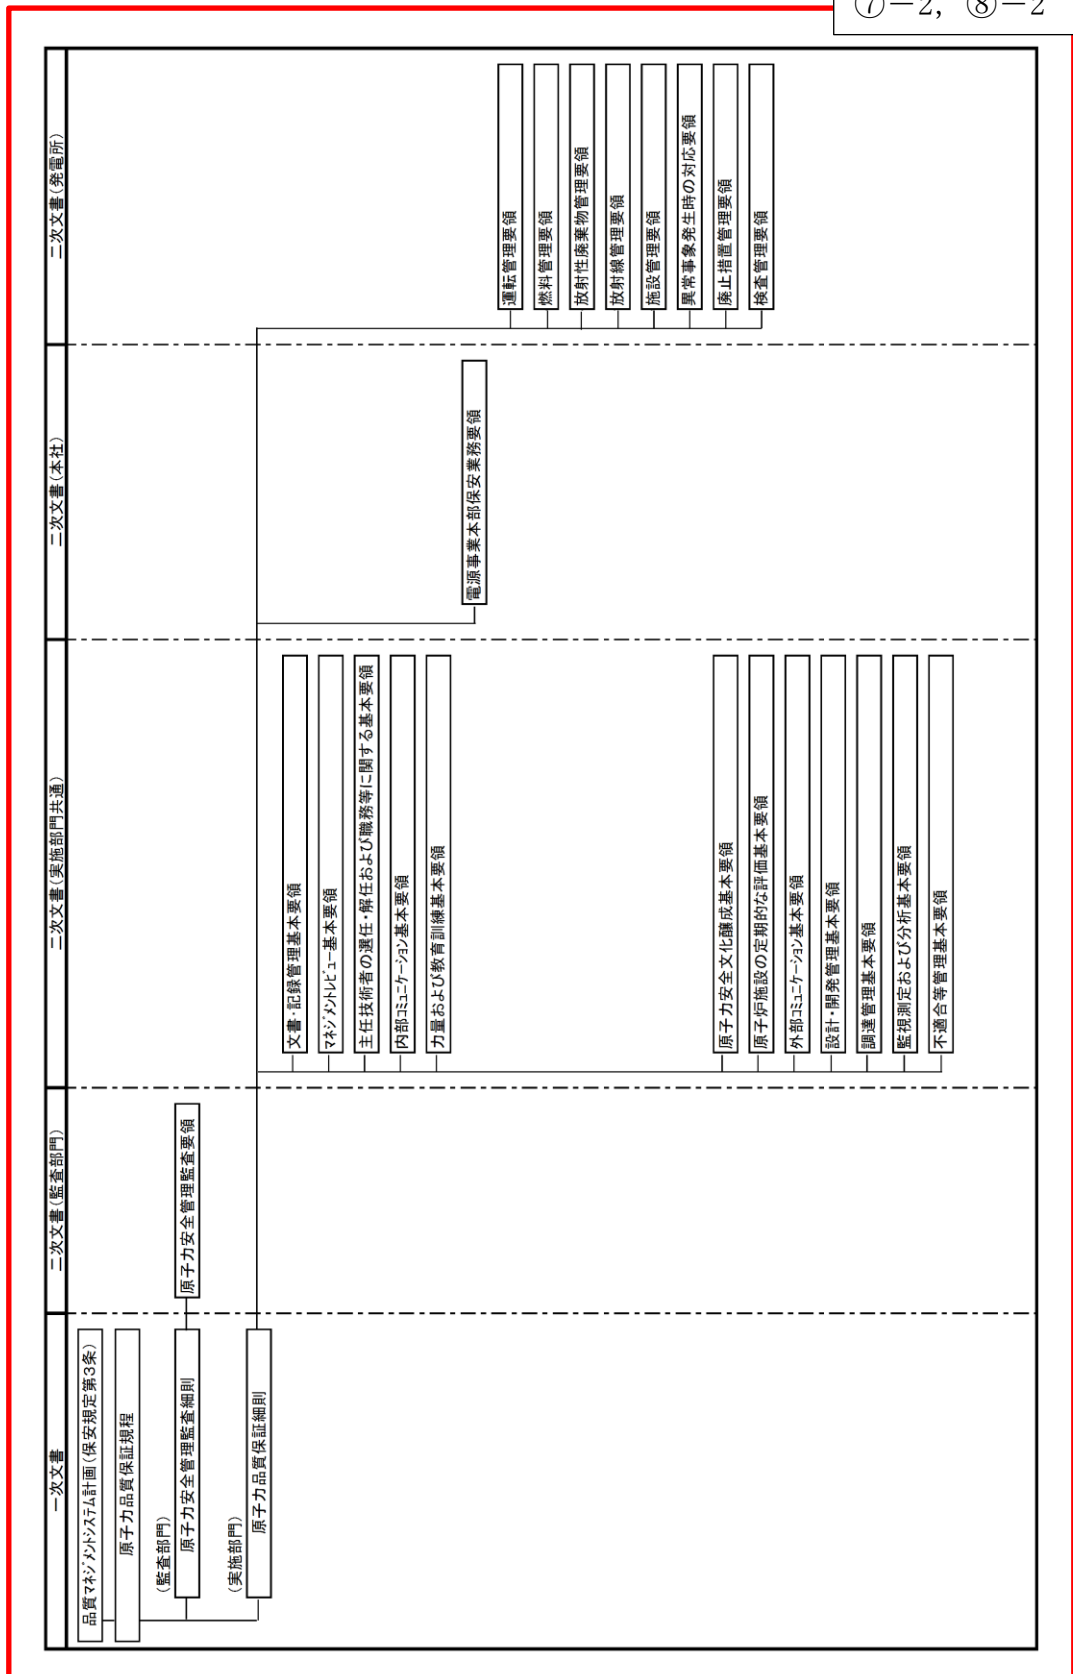 ⑦－2，⑧－2
一次文書
二次文書(監査部門)
二次文書(実施部門共通)
二次文書(本社)
二次文書(発電所)
品質マネジメントシステム計画(保安規定第3条)
原子力品質保証規程
(監査部門)
原子力安全管理監査細則
原子力安全管理監査要領
(実施部門)
原子力品質保証細則
文書・記録管理基本要領
マネジメントレビュー基本要領
主任技術者の選任・解任および職務等に関する基本要領
内部コミュニケーション基本要領
力量および教育訓練基本要領
電源事業本部保安業務要領
運転管理要領
燃料管理要領
放射性廃棄物管理要領
放射線管理要領
施設管理要領
異常事象発生時の対応要領
廃止措置管理要領
検査管理要領
原子力安全文化醸成基本要領
原子炉施設の定期的な評価基本要領
外部コミュニケーション基本要領
設計・開発管理基本要領
調達管理基本要領
監視測定および分析基本要領
不適合等管理基本要領